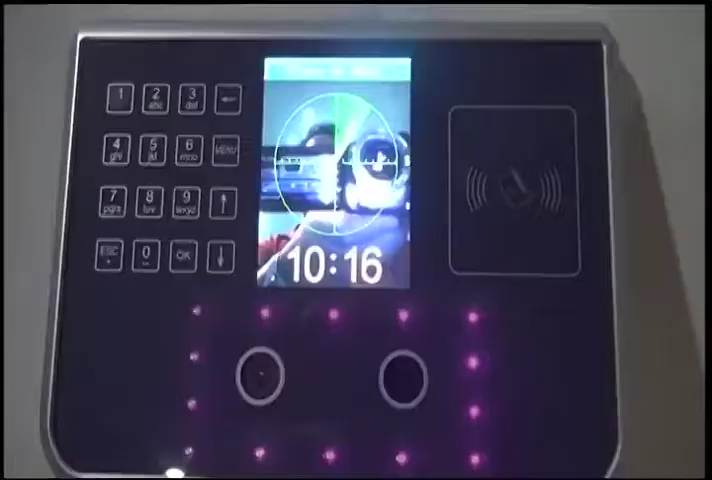 1 2 3
abc def
4 5 6 MENU
ghi jkl mno
7 8 9
pqrs tuv wxyz
ESC 0 OK
10:16